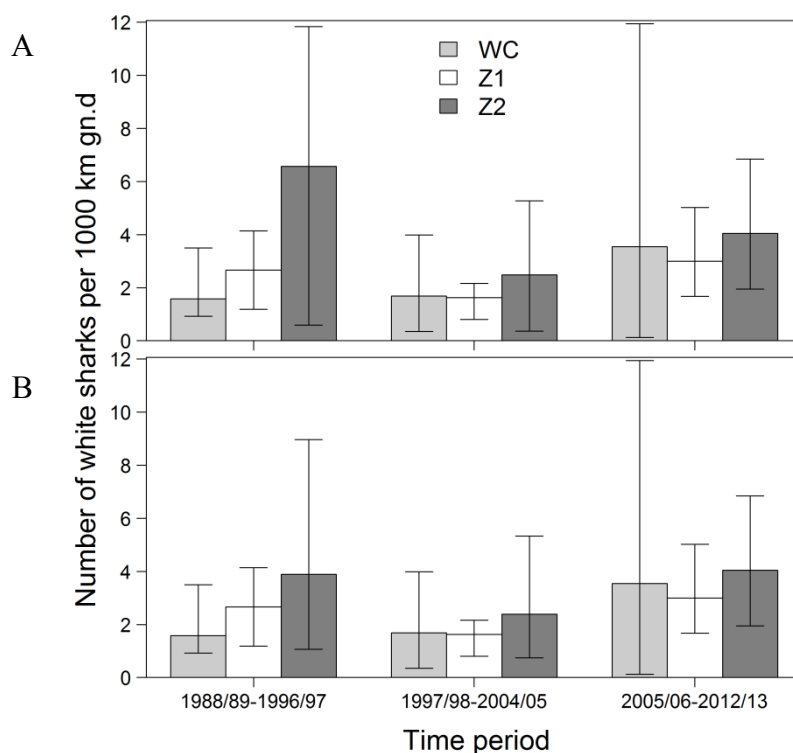 A
12
10
8
6
4
2
0
WC
Z1
Z2
B
12
10
8
6
4
2
0
Number of white sharks per 1000 km gn.d
1988/89-1996/97
1997/98-2004/05
2005/06-2012/13
Time period